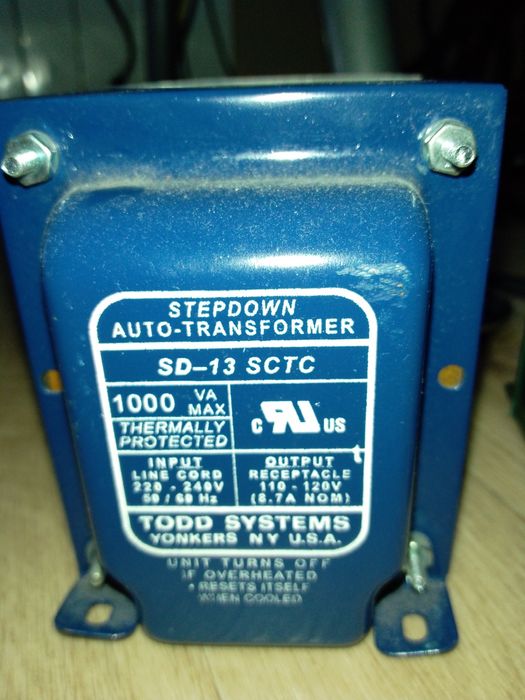 STEPDOWN
AUTO-TRANSFORMER
SD-13 SCTC
1000 VA MAX
THERMALLY
PROTECTED
c RU US
INPUT
LINE CORD
220 - 240V
50 / 60 Hz
OUTPUT
RECEPTACLE
110 - 120V
(8.7A NOM)
TODD SYSTEMS
YONKERS NY U.S.A.
UNIT TURNS OFF
IF OVERHEATED
RESETS ITSELF
WHEN COOLED